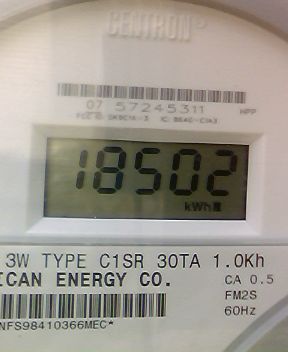 CENTRON
07 57245311
18502
kWh
3W TYPE C1SR 30TA 1.0Kh
ICAN ENERGY CO.
CA 0.5
FM2S
60Hz
NFS98410366MEC*